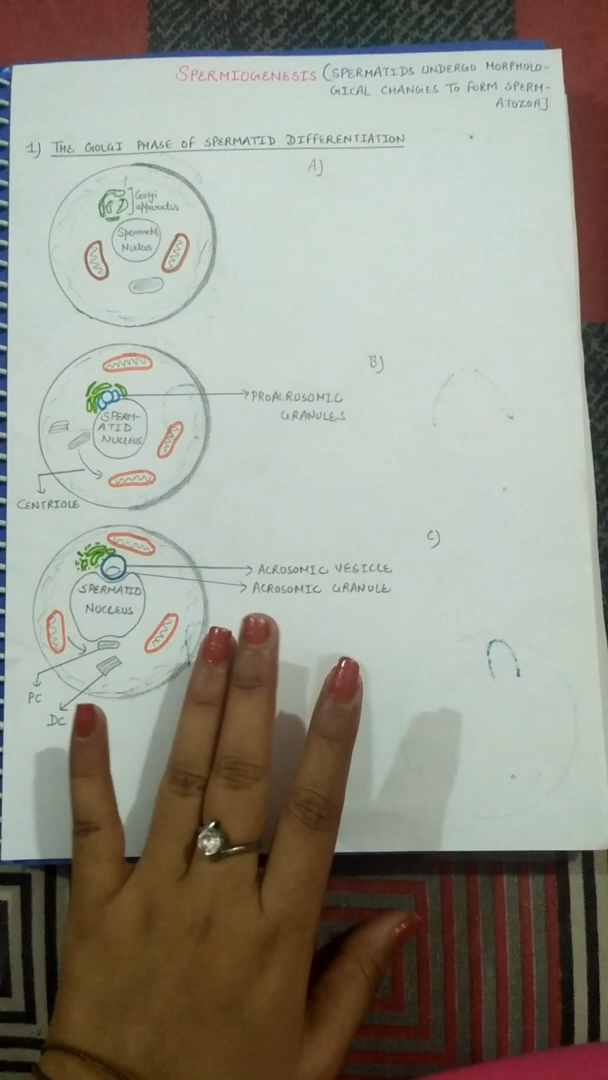 SPERMIOGENESIS (SPERMATIDS UNDERGO MORPHOLO-
GICAL CHANGES TO FORM SPERM-
ATOZOA]
1) THE GOLGI PHASE OF SPERMATID DIFFERENTIATION
A)
Golgi
apparatus
Spermatid
Nucleus
B)
PROACROSOMIC
GRANULES
SPERM-
ATID
NUCLEUS
CENTRIOLE
C)
ACROSOMIC VESICLE
ACROSOMIC GRANULE
SPERMATID
NUCLEUS
PC
DC